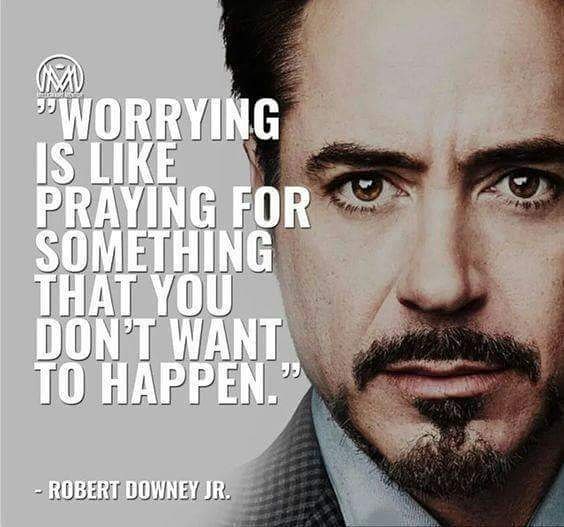 ”WORRYING
IS LIKE
PRAYING FOR
SOMETHING
THAT YOU
DON'T WANT
TO HAPPEN.”
- ROBERT DOWNEY JR.